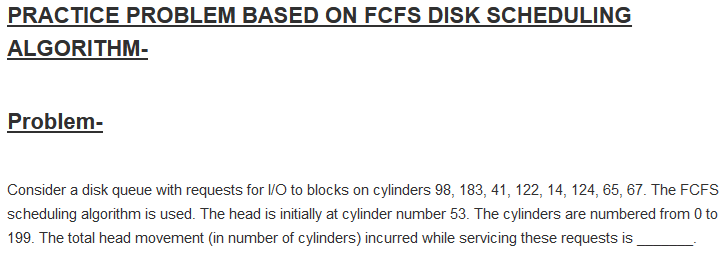 PRACTICE PROBLEM BASED ON FCFS DISK SCHEDULING
ALGORITHM-
Problem-
Consider a disk queue with requests for I/O to blocks on cylinders 98, 183, 41, 122, 14, 124, 65, 67. The FCFS
scheduling algorithm is used. The head is initially at cylinder number 53. The cylinders are numbered from 0 to
199. The total head movement (in number of cylinders) incurred while servicing these requests is _______.